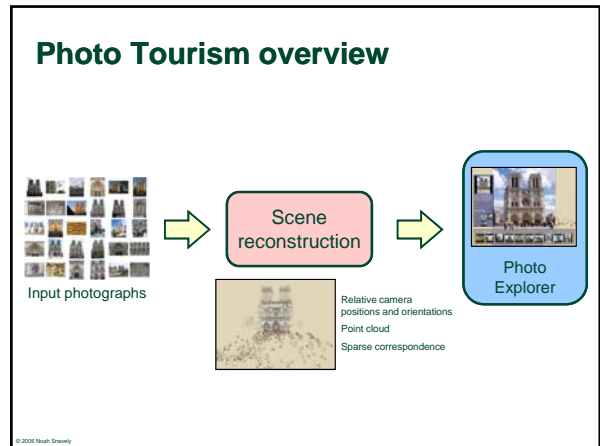 Photo Tourism overview
Input photographs
Scene
reconstruction
Relative camera
positions and orientations
Point cloud
Sparse correspondence
Photo
Explorer
© 2006 Noah Snavely